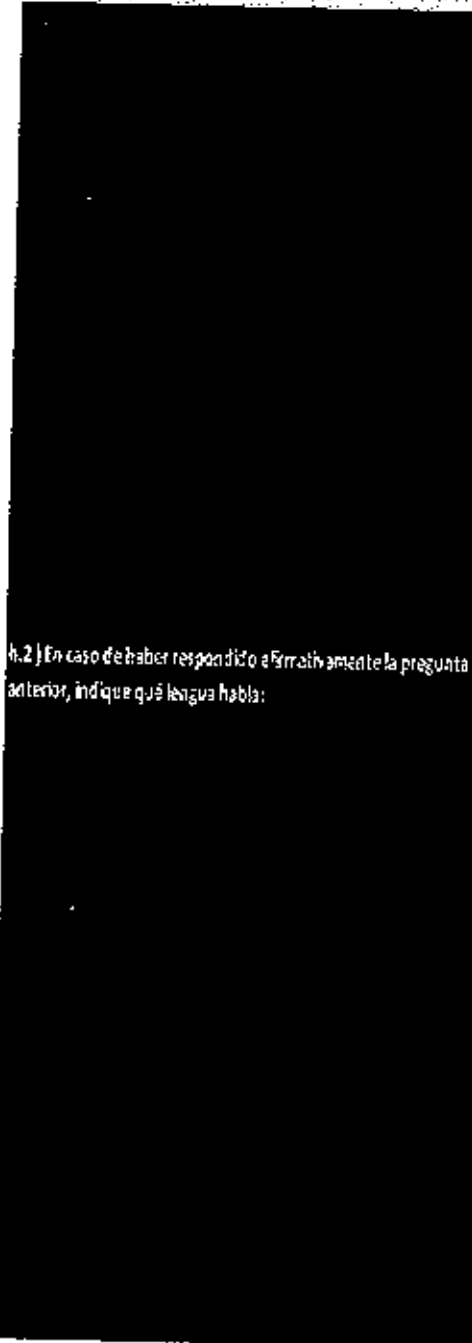 h.2 ) En caso de haber respondido afirmativamente la pregunta
anterior, indique qué lengua habla: